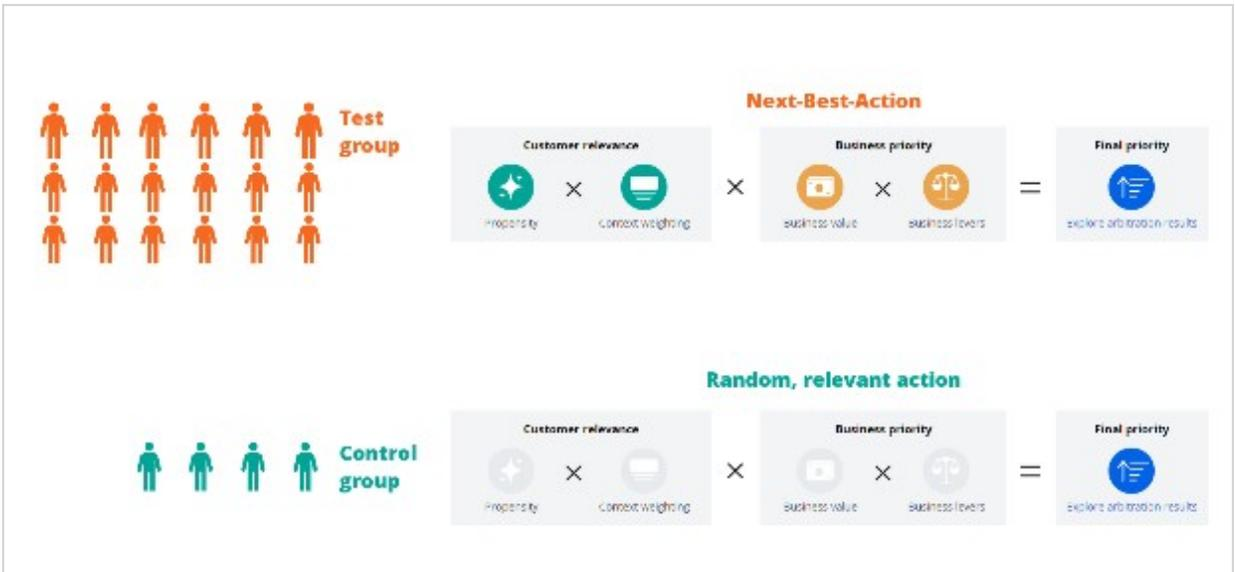 Next-Best-Action
Test
group
Customer relevance
Business priority
Final priority
×
×
×
=
Propensity
Context weighting
Business value
Business levers
Explore arbitration results
Random, relevant action
Control
group
Customer relevance
Business priority
Final priority
×
×
×
=
Propensity
Context weighting
Business value
Business levers
Explore arbitration results